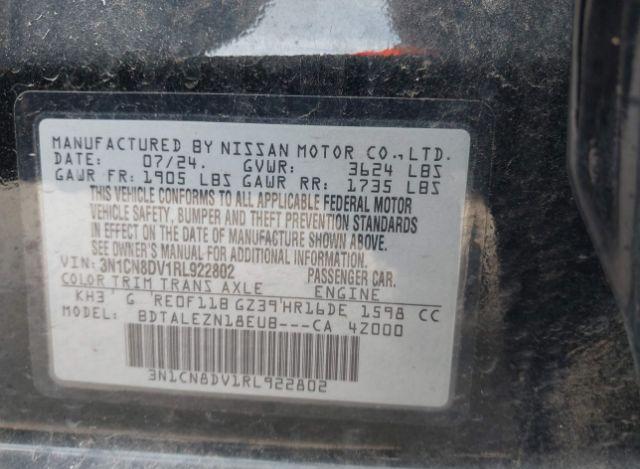 MANUFACTURED BY NISSAN MOTOR CO.,LTD.
DATE: 07/24. GVWR: 3624 LBS
GAWR FR: 1905 LBS GAWR RR: 1735 LBS
THIS VEHICLE CONFORMS TO ALL APPLICABLE FEDERAL MOTOR
VEHICLE SAFETY, BUMPER AND THEFT PREVENTION STANDARDS
IN EFFECT ON THE DATE OF MANUFACTURE SHOWN ABOVE.
SEE OWNER'S MANUAL FOR ADDITIONAL INFORMATION.
VIN: 3N1CN8DV1RL922802 PASSENGER CAR.
COLOR TRIM TRANS AXLE ENGINE
KH3 G RE0F11B GZ39 HR16DE 1598 CC
MODEL: BDTALEZN18EUB---CA 4Z000
3N1CN8DV1RL922802